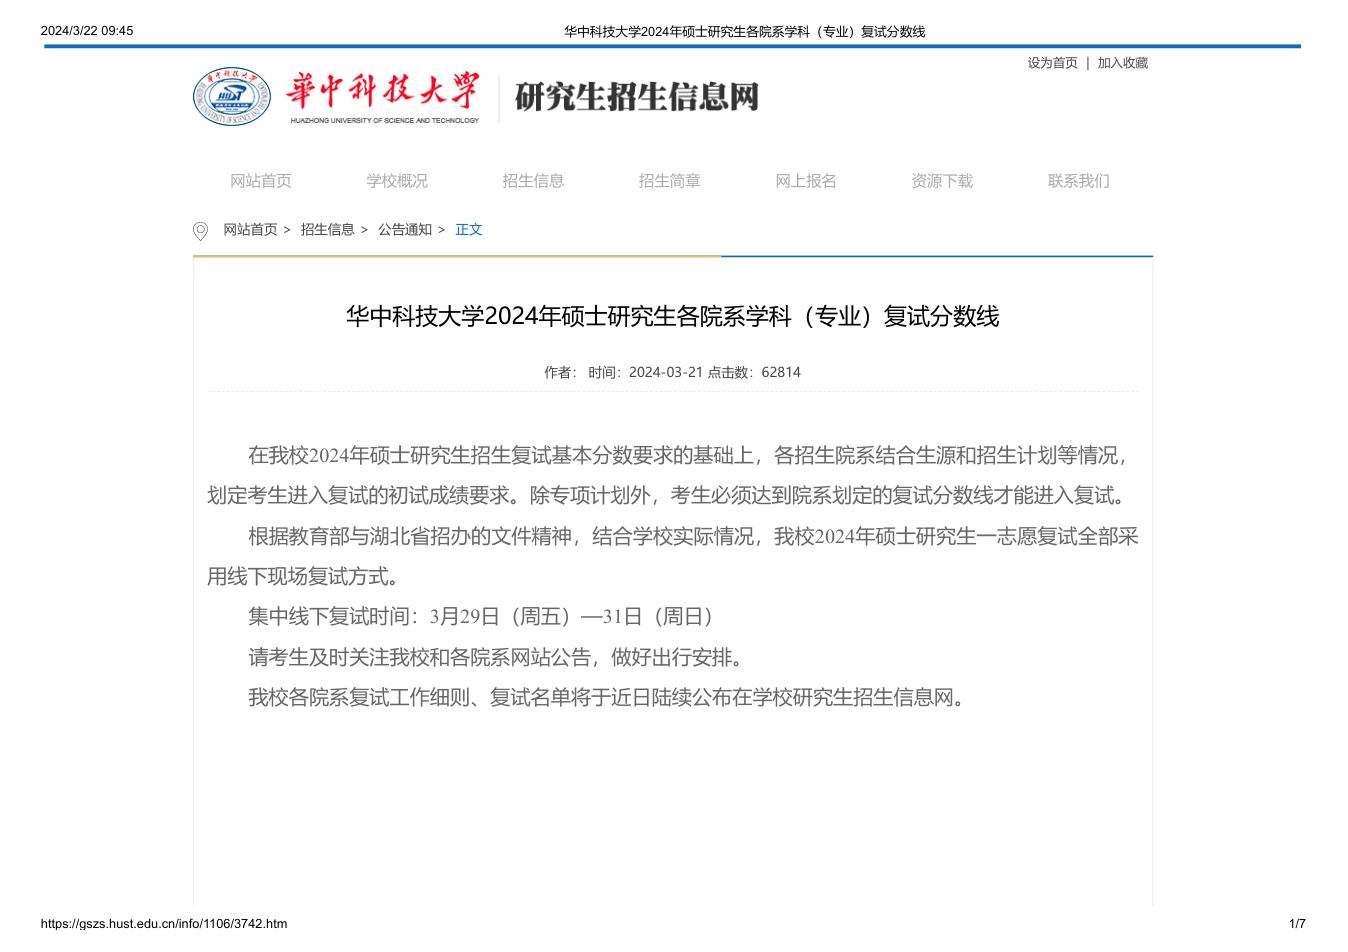 2024/3/22 09:45
华中科技大学2024年硕士研究生各院系学科（专业）复试分数线
设为首页 | 加入收藏
華中科技大学
HUAZHONG UNIVERSITY OF SCIENCE AND TECHNOLOGY
研究生招生信息网
网站首页 学校概况 招生信息 招生简章 网上报名 资源下载 联系我们
网站首页 > 招生信息 > 公告通知 > 正文
华中科技大学2024年硕士研究生各院系学科（专业）复试分数线
作者： 时间：2024-03-21 点击数：62814
在我校2024年硕士研究生招生复试基本分数要求的基础上，各招生院系结合生源和招生计划等情况，
划定考生进入复试的初试成绩要求。除专项计划外，考生必须达到院系划定的复试分数线才能进入复试。
根据教育部与湖北省招办的文件精神，结合学校实际情况，我校2024年硕士研究生一志愿复试全部采
用线下现场复试方式。
集中线下复试时间：3月29日（周五）—31日（周日）
请考生及时关注我校和各院系网站公告，做好出行安排。
我校各院系复试工作细则、复试名单将于近日陆续公布在学校研究生招生信息网。
https://gszs.hust.edu.cn/info/1106/3742.htm
1/7